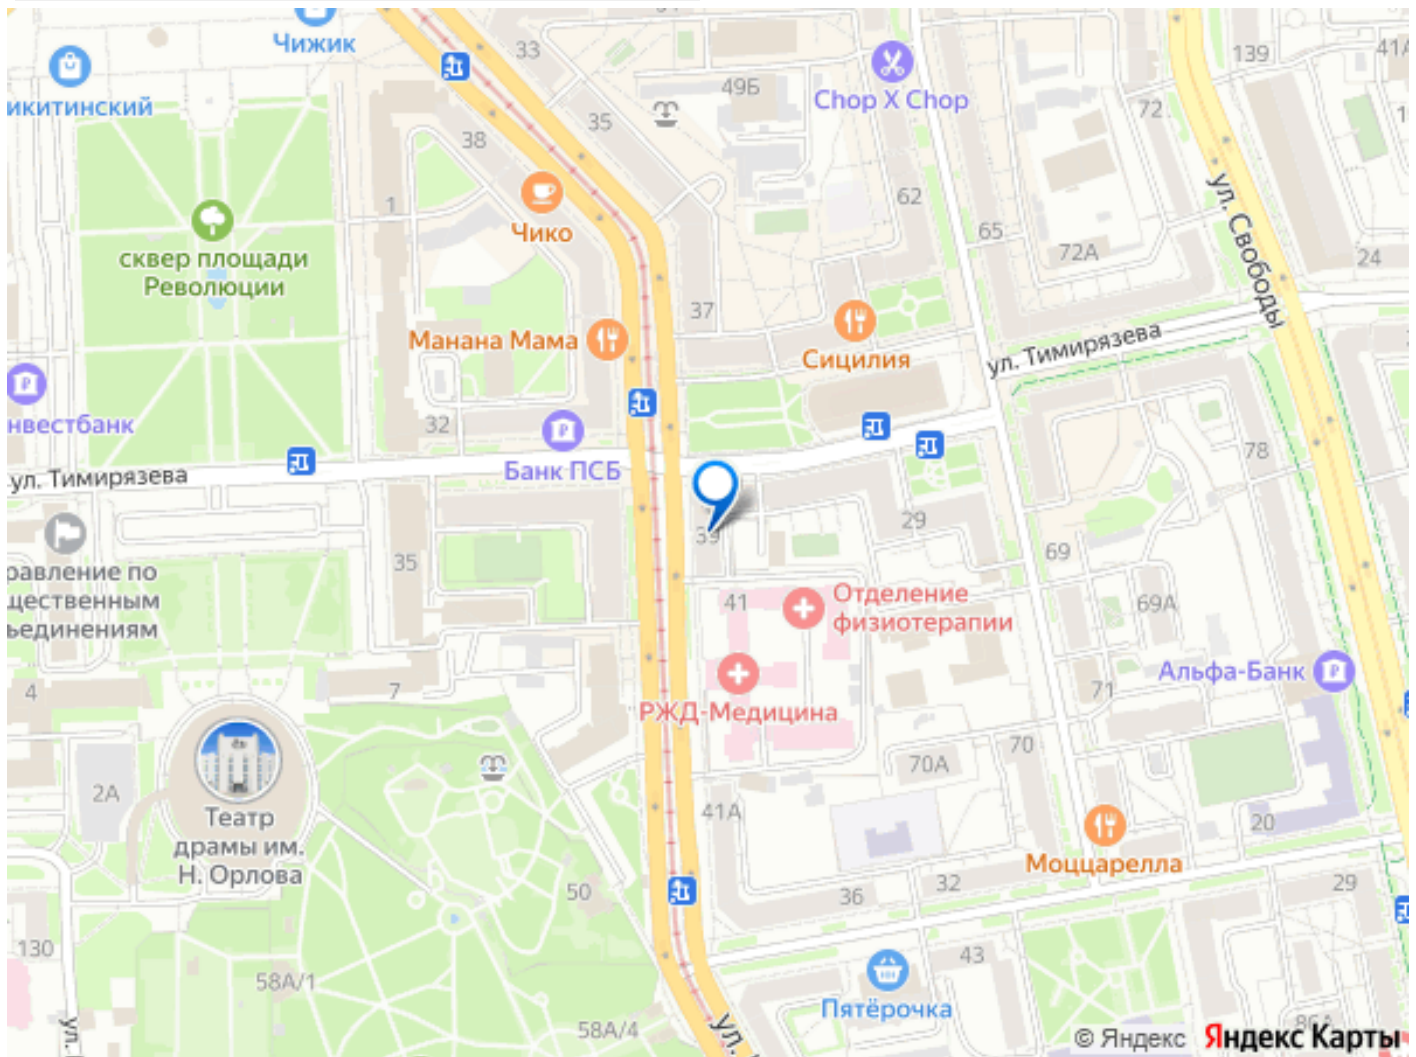 Чижик
33
41А
139
икитинский
49Б
Chop X Chop
72
35
38
1
62
Чико
65
ул. Свободы
72А
24
сквер площади
Революции
37
Манана Мама
Сицилия
ул. Тимирязева
нвестбанк
32
Банк ПСБ
78
ул. Тимирязева
29
39
35
69
равление по
щественным
ъединениям
41
Отделение
физиотерапии
69А
4
7
РЖД-Медицина
71
Альфа-Банк
70
70А
2А
41А
20
Театр
драмы им.
Н. Орлова
Моццарелла
50
36
32
29
130
43
58А/1
Пятёрочка
58А/4
ул.
ул.
86А
© Яндекс Яндекс Карты